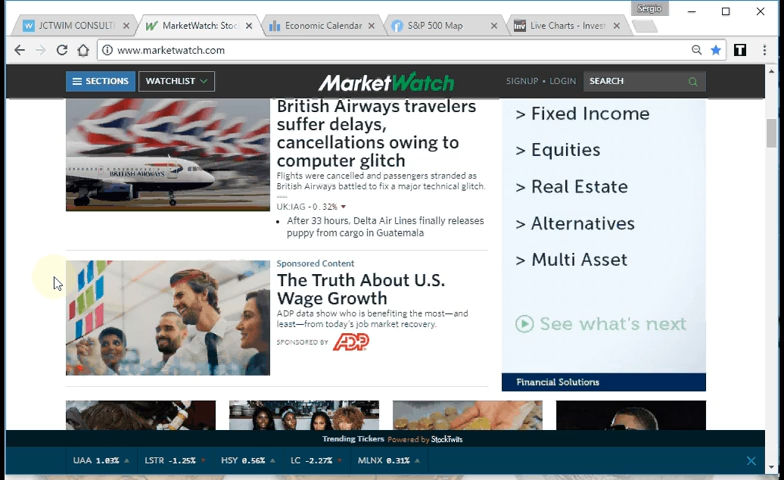 Sergio
JCTWIM CONSULT
MarketWatch: Stoc
Economic Calendar
S&P 500 Map
Live Charts - Invest
www.marketwatch.com
SECTIONS
WATCHLIST
MarketWatch
SIGNUP • LOGIN
SEARCH
British Airways travelers
suffer delays,
cancellations owing to
computer glitch
Flights were cancelled and passengers stranded as
British Airways battled to fix a major technical glitch.
UK:IAG -0.32%
• After 33 hours, Delta Air Lines finally releases
puppy from cargo in Guatemala
BRITISH AIRWAYS
Sponsored Content
The Truth About U.S.
Wage Growth
ADP data show who is benefiting the most—and
least—from today's job market recovery.
SPONSORED BY ADP
> Fixed Income
> Equities
> Real Estate
> Alternatives
> Multi Asset
See what's next
Financial Solutions
Trending Tickers Powered by StockTwits
UAA 1.03% LSTR -1.25% HSY 0.56% LC -2.27% MLNX 0.31%